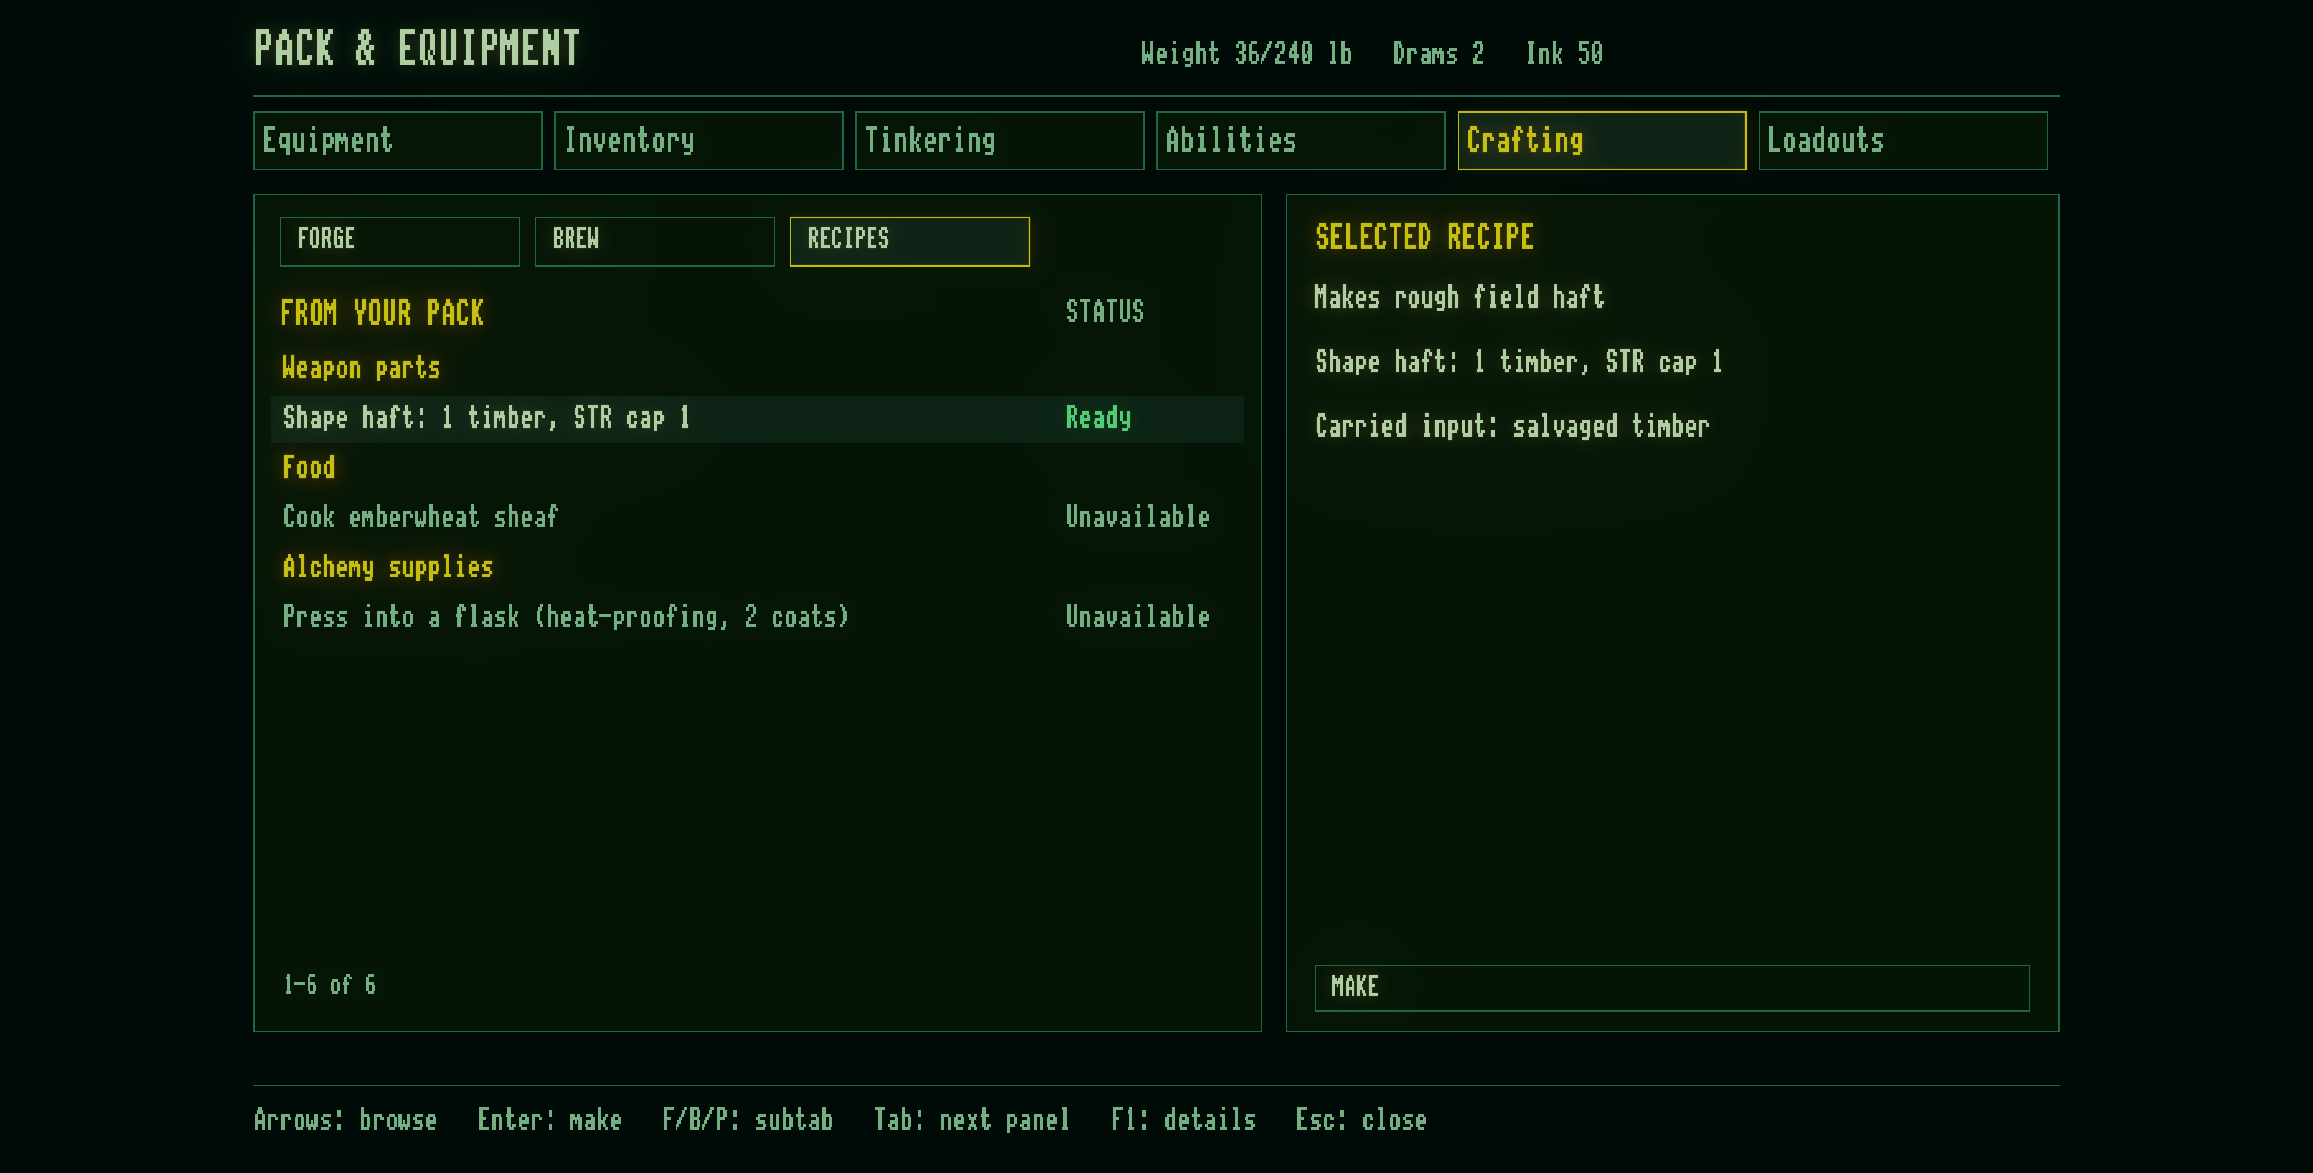 PACK & EQUIPMENT
Weight 36/240 lb Drams 2 Ink 50
Equipment Inventory Tinkering Abilities Crafting Loadouts
FORGE BREW RECIPES
FROM YOUR PACK STATUS
Weapon parts
Shape haft: 1 timber, STR cap 1 Ready
Food
Cook emberwheat sheaf Unavailable
Alchemy supplies
Press into a flask (heat-proofing, 2 coats) Unavailable
1-6 of 6
SELECTED RECIPE
Makes rough field haft
Shape haft: 1 timber, STR cap 1
Carried input: salvaged timber
MAKE
Arrows: browse Enter: make F/B/P: subtab Tab: next panel F1: details Esc: close